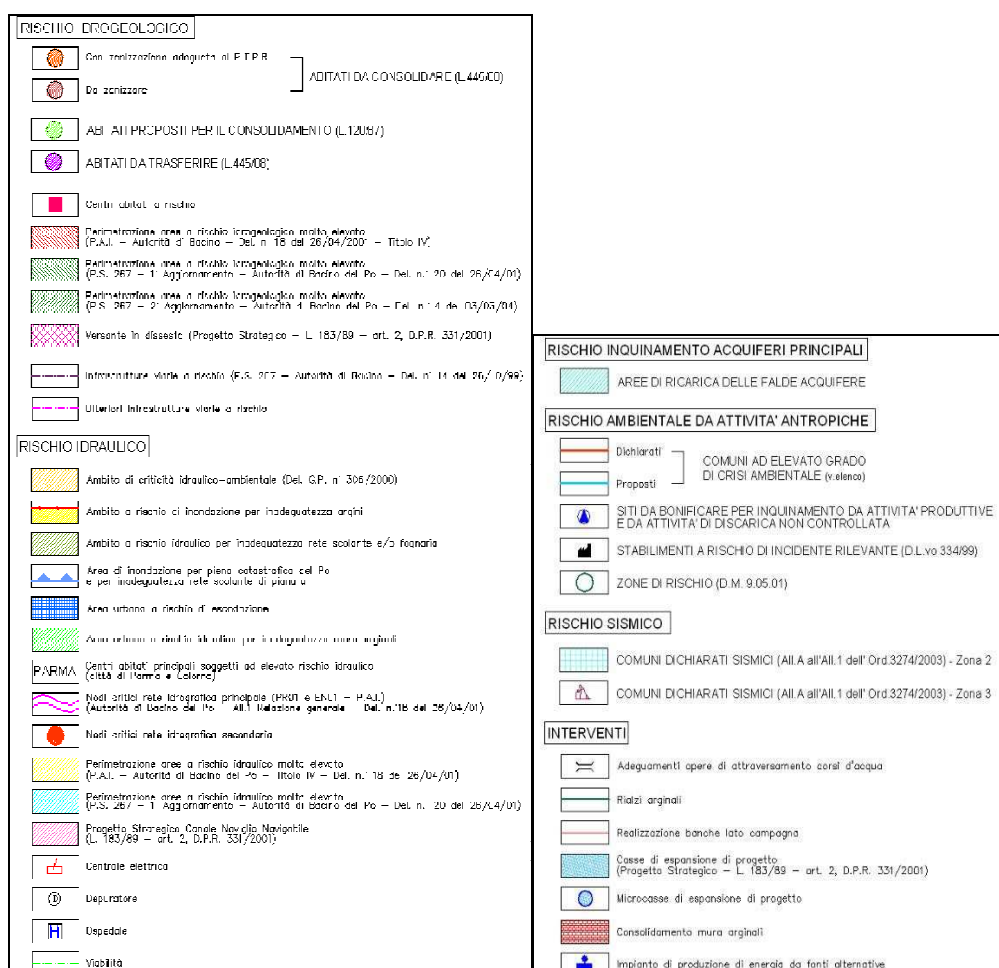 RISCHIO IDROGEOLOGICO
Con zonizzazione adeguata al P.T.P.R.
ABITATI DA CONSOLIDARE (L.445/08)
Da zonizzare
ABITATI PROPOSTI PER IL CONSOLIDAMENTO (L.120/87)
ABITATI DA TRASFERIRE (L.445/08)
Centri abitati a rischio
Perimetrazione aree a rischio idrogeologico molto elevato
(P.A.I. – Autorità di Bacino – Del. n. 18 del 26/04/2001 – Titolo IV)
Perimetrazione aree a rischio idrogeologico molto elevato
(P.S. 267 – 1° Aggiornamento – Autorità di Bacino del Po – Del. n.° 20 del 26/04/01)
Perimetrazione aree a rischio idrogeologico molto elevato
(P.S. 267 – 2° Aggiornamento – Autorità di Bacino del Po – Del. n.° 4 del 03/03/04)
Versante in dissesto (Progetto Strategico – L. 183/89 – art. 2, D.P.R. 331/2001)
Infrastrutture viarie a rischio (P.S. 267 – Autorità di Bacino – Del. n° 14 del 26/10/99)
Ulteriori infrastrutture viarie a rischio
RISCHIO IDRAULICO
Ambito di criticità idraulico-ambientale (Del. G.P. n° 306/2000)
Ambito a rischio di inondazione per inadeguatezza argini
Ambito a rischio idraulico per inadeguatezza rete scolante e/o fognaria
Area di inondazione per piena catastrofica del Po
e per inadeguatezza rete scolante di pianura
Area urbana a rischio di esondazione
Area urbana a rischio idraulico per inadeguatezza mura arginali
PARMA Centri abitati principali soggetti ad elevato rischio idraulico
(città di Parma e Colorno)
Nodi critici rete idrografica principale (PR01 e EN01 – P.A.I.)
(Autorità di Bacino del Po – All.1 Relazione generale – Del. n.°18 del 26/04/01)
Nodi critici rete idrografica secondaria
Perimetrazione aree a rischio idraulico molto elevato
(P.A.I. – Autorità di Bacino del Po – Titolo IV – Del. n.° 18 del 26/04/01)
Perimetrazione aree a rischio idraulico molto elevato
(P.S. 267 – 1° Aggiornamento – Autorità di Bacino del Po – Del. n.° 20 del 26/04/01)
Progetto Strategico Canale Naviglio Navigabile
(L. 183/89 – art. 2, D.P.R. 331/2001)
Centrale elettrica
D Depuratore
H Ospedale
Viabilità
RISCHIO INQUINAMENTO ACQUIFERI PRINCIPALI
AREE DI RICARICA DELLE FALDE ACQUIFERE
RISCHIO AMBIENTALE DA ATTIVITA' ANTROPICHE
Dichiarati
COMUNI AD ELEVATO GRADO
DI CRISI AMBIENTALE (v.elenco)
Proposti
SITI DA BONIFICARE PER INQUINAMENTO DA ATTIVITA' PRODUTTIVE
E DA ATTIVITA' DI DISCARICA NON CONTROLLATA
STABILIMENTI A RISCHIO DI INCIDENTE RILEVANTE (D.L.vo 334/99)
ZONE DI RISCHIO (D.M. 9.05.01)
RISCHIO SISMICO
COMUNI DICHIARATI SISMICI (All.A all'All.1 dell' Ord.3274/2003) - Zona 2
COMUNI DICHIARATI SISMICI (All.A all'All.1 dell' Ord.3274/2003) - Zona 3
INTERVENTI
Adeguamenti opere di attraversamento corsi d'acqua
Rialzi arginali
Realizzazione banche lato campagna
Casse di espansione di progetto
(Progetto Strategico – L. 183/89 – art. 2, D.P.R. 331/2001)
Microcasse di espansione di progetto
Consolidamento mura arginali
Impianto di produzione di energia da fonti alternative